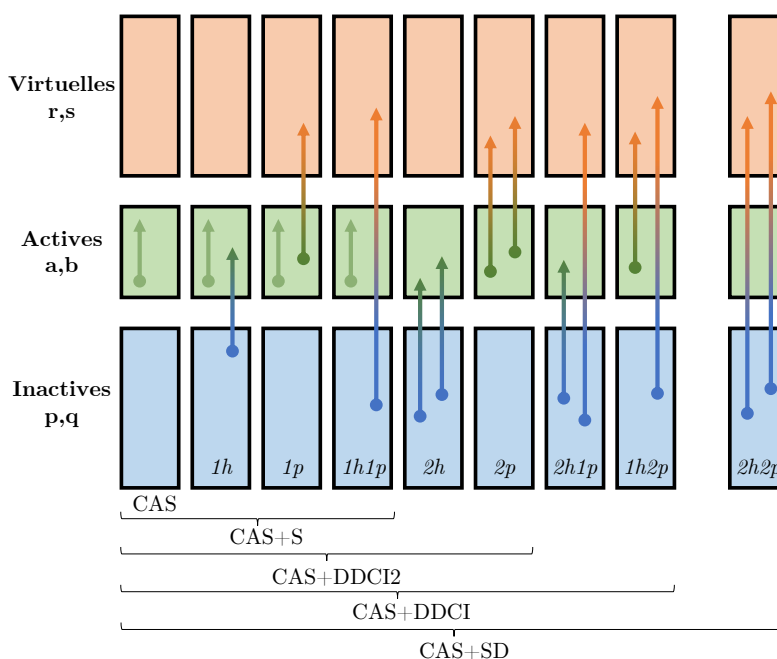 Virtuelles
r,s
Actives
a,b
Inactives
p,q
1h 1p 1h1p 2h 2p 2h1p 1h2p 2h2p
CAS
CAS+S
CAS+DDCI2
CAS+DDCI
CAS+SD